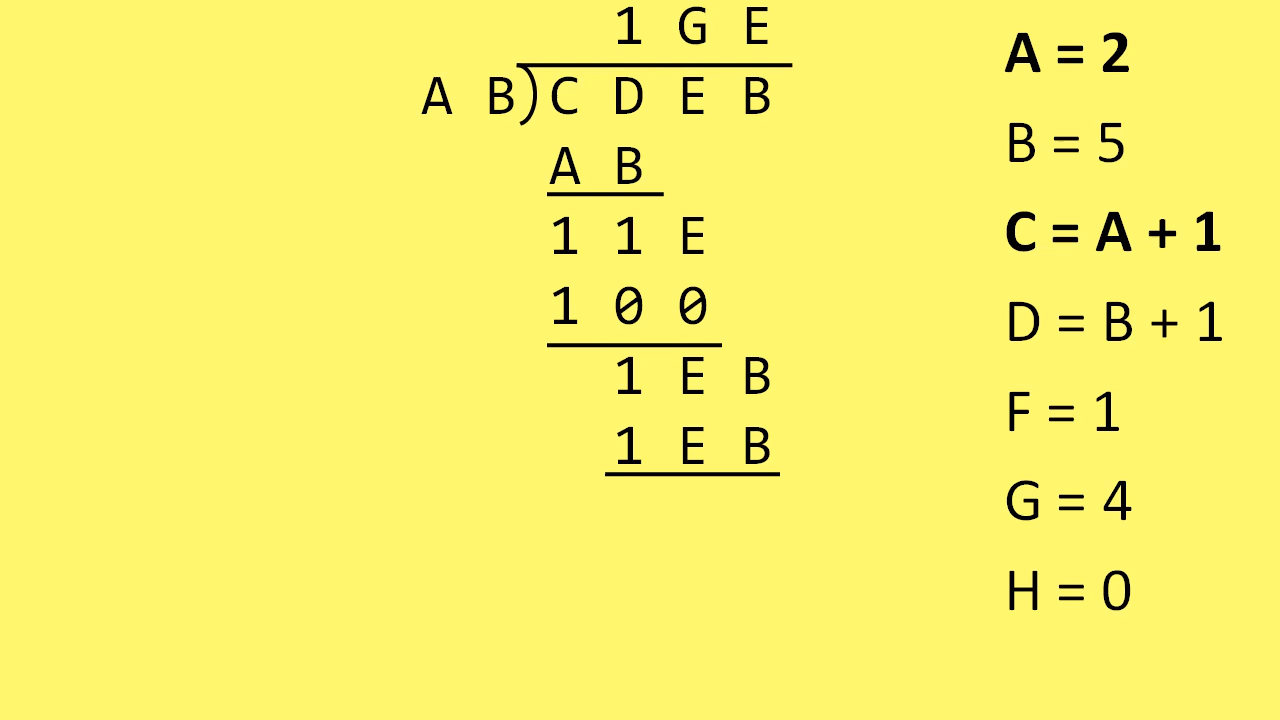 1 G E
A B)C D E B
A B
1 1 E
1 0 0
1 E B
1 E B
A = 2
B = 5
C = A + 1
D = B + 1
F = 1
G = 4
H = 0